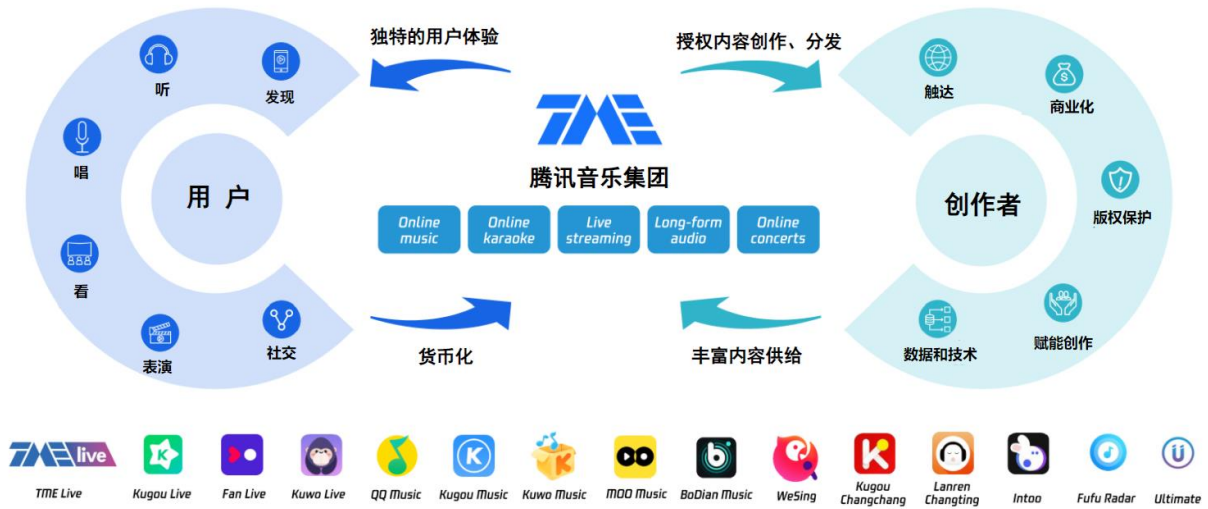 独特的用户体验
授权内容创作、分发
听
发现
唱
用 户
看
表演
社交
TME
腾讯音乐集团
Online
music
Online
karaoke
Live
streaming
Long-form
audio
Online
concerts
货币化
丰富内容供给
触达
商业化
创作者
版权保护
赋能创作
数据和技术
TME live
TME Live
Kugou Live
Fan Live
Kuwo Live
QQ Music
Kugou Music
Kuwo Music
MOO Music
BoDian Music
WeSing
Kugou
Changchang
Lanren
Changting
Intoo
Fufu Radar
Ultimate